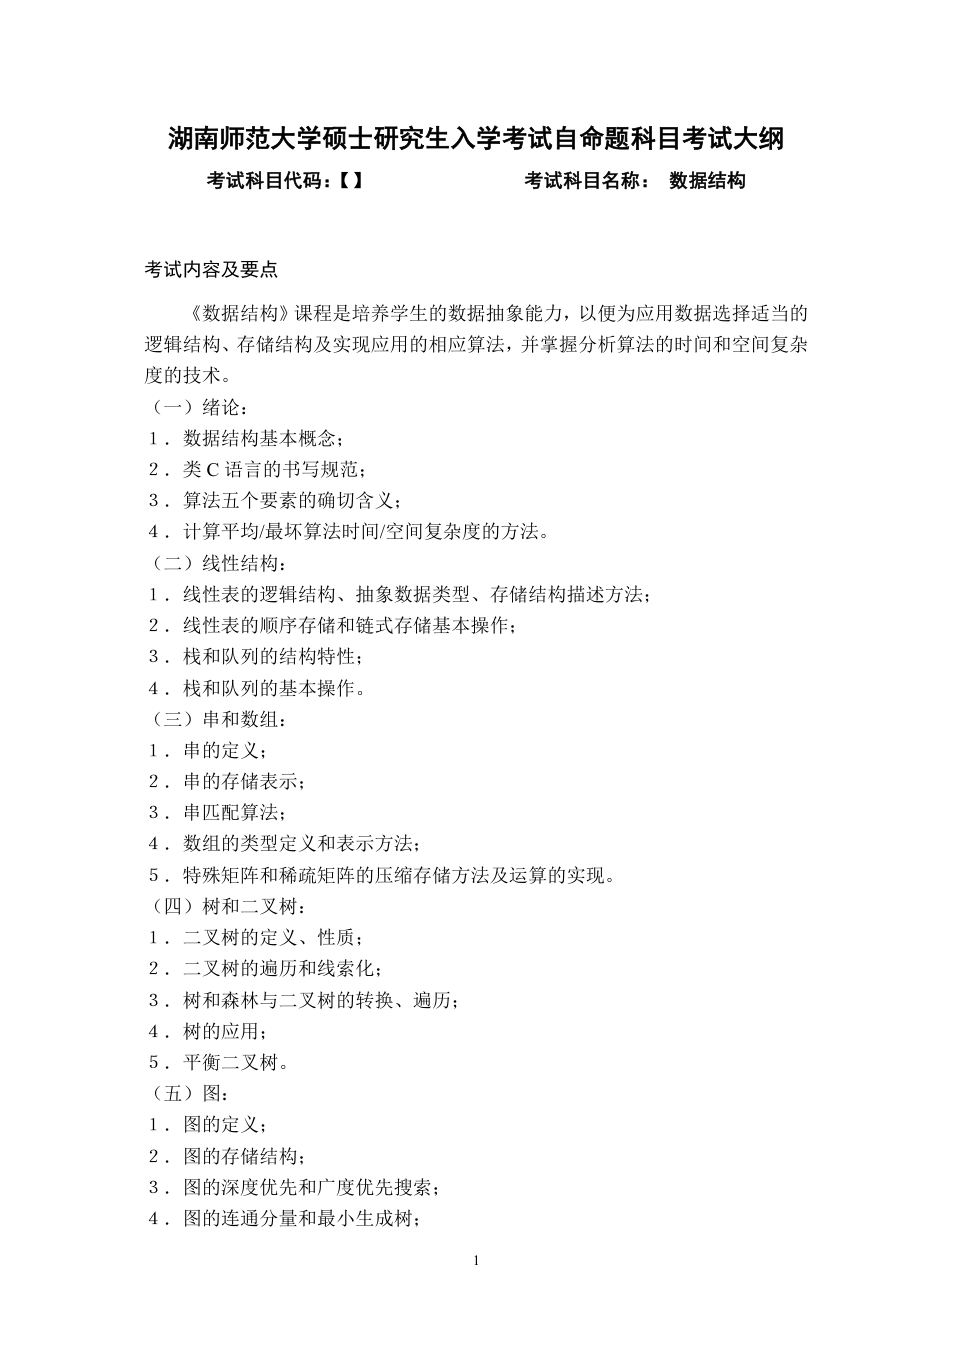 湖南师范大学硕士研究生入学考试自命题科目考试大纲
考试科目代码：【】 考试科目名称： 数据结构
考试内容及要点
《数据结构》课程是培养学生的数据抽象能力，以便为应用数据选择适当的
逻辑结构、存储结构及实现应用的相应算法，并掌握分析算法的时间和空间复杂
度的技术。
（一）绪论：
１．数据结构基本概念；
２．类 C 语言的书写规范；
３．算法五个要素的确切含义；
４．计算平均/最坏算法时间/空间复杂度的方法。
（二）线性结构：
１．线性表的逻辑结构、抽象数据类型、存储结构描述方法；
２．线性表的顺序存储和链式存储基本操作；
３．栈和队列的结构特性；
４．栈和队列的基本操作。
（三）串和数组：
１．串的定义；
２．串的存储表示；
３．串匹配算法；
４．数组的类型定义和表示方法；
５．特殊矩阵和稀疏矩阵的压缩存储方法及运算的实现。
（四）树和二叉树：
１．二叉树的定义、性质；
２．二叉树的遍历和线索化；
３．树和森林与二叉树的转换、遍历；
４．树的应用；
５．平衡二叉树。
（五）图：
１．图的定义；
２．图的存储结构；
３．图的深度优先和广度优先搜索；
４．图的连通分量和最小生成树；
1